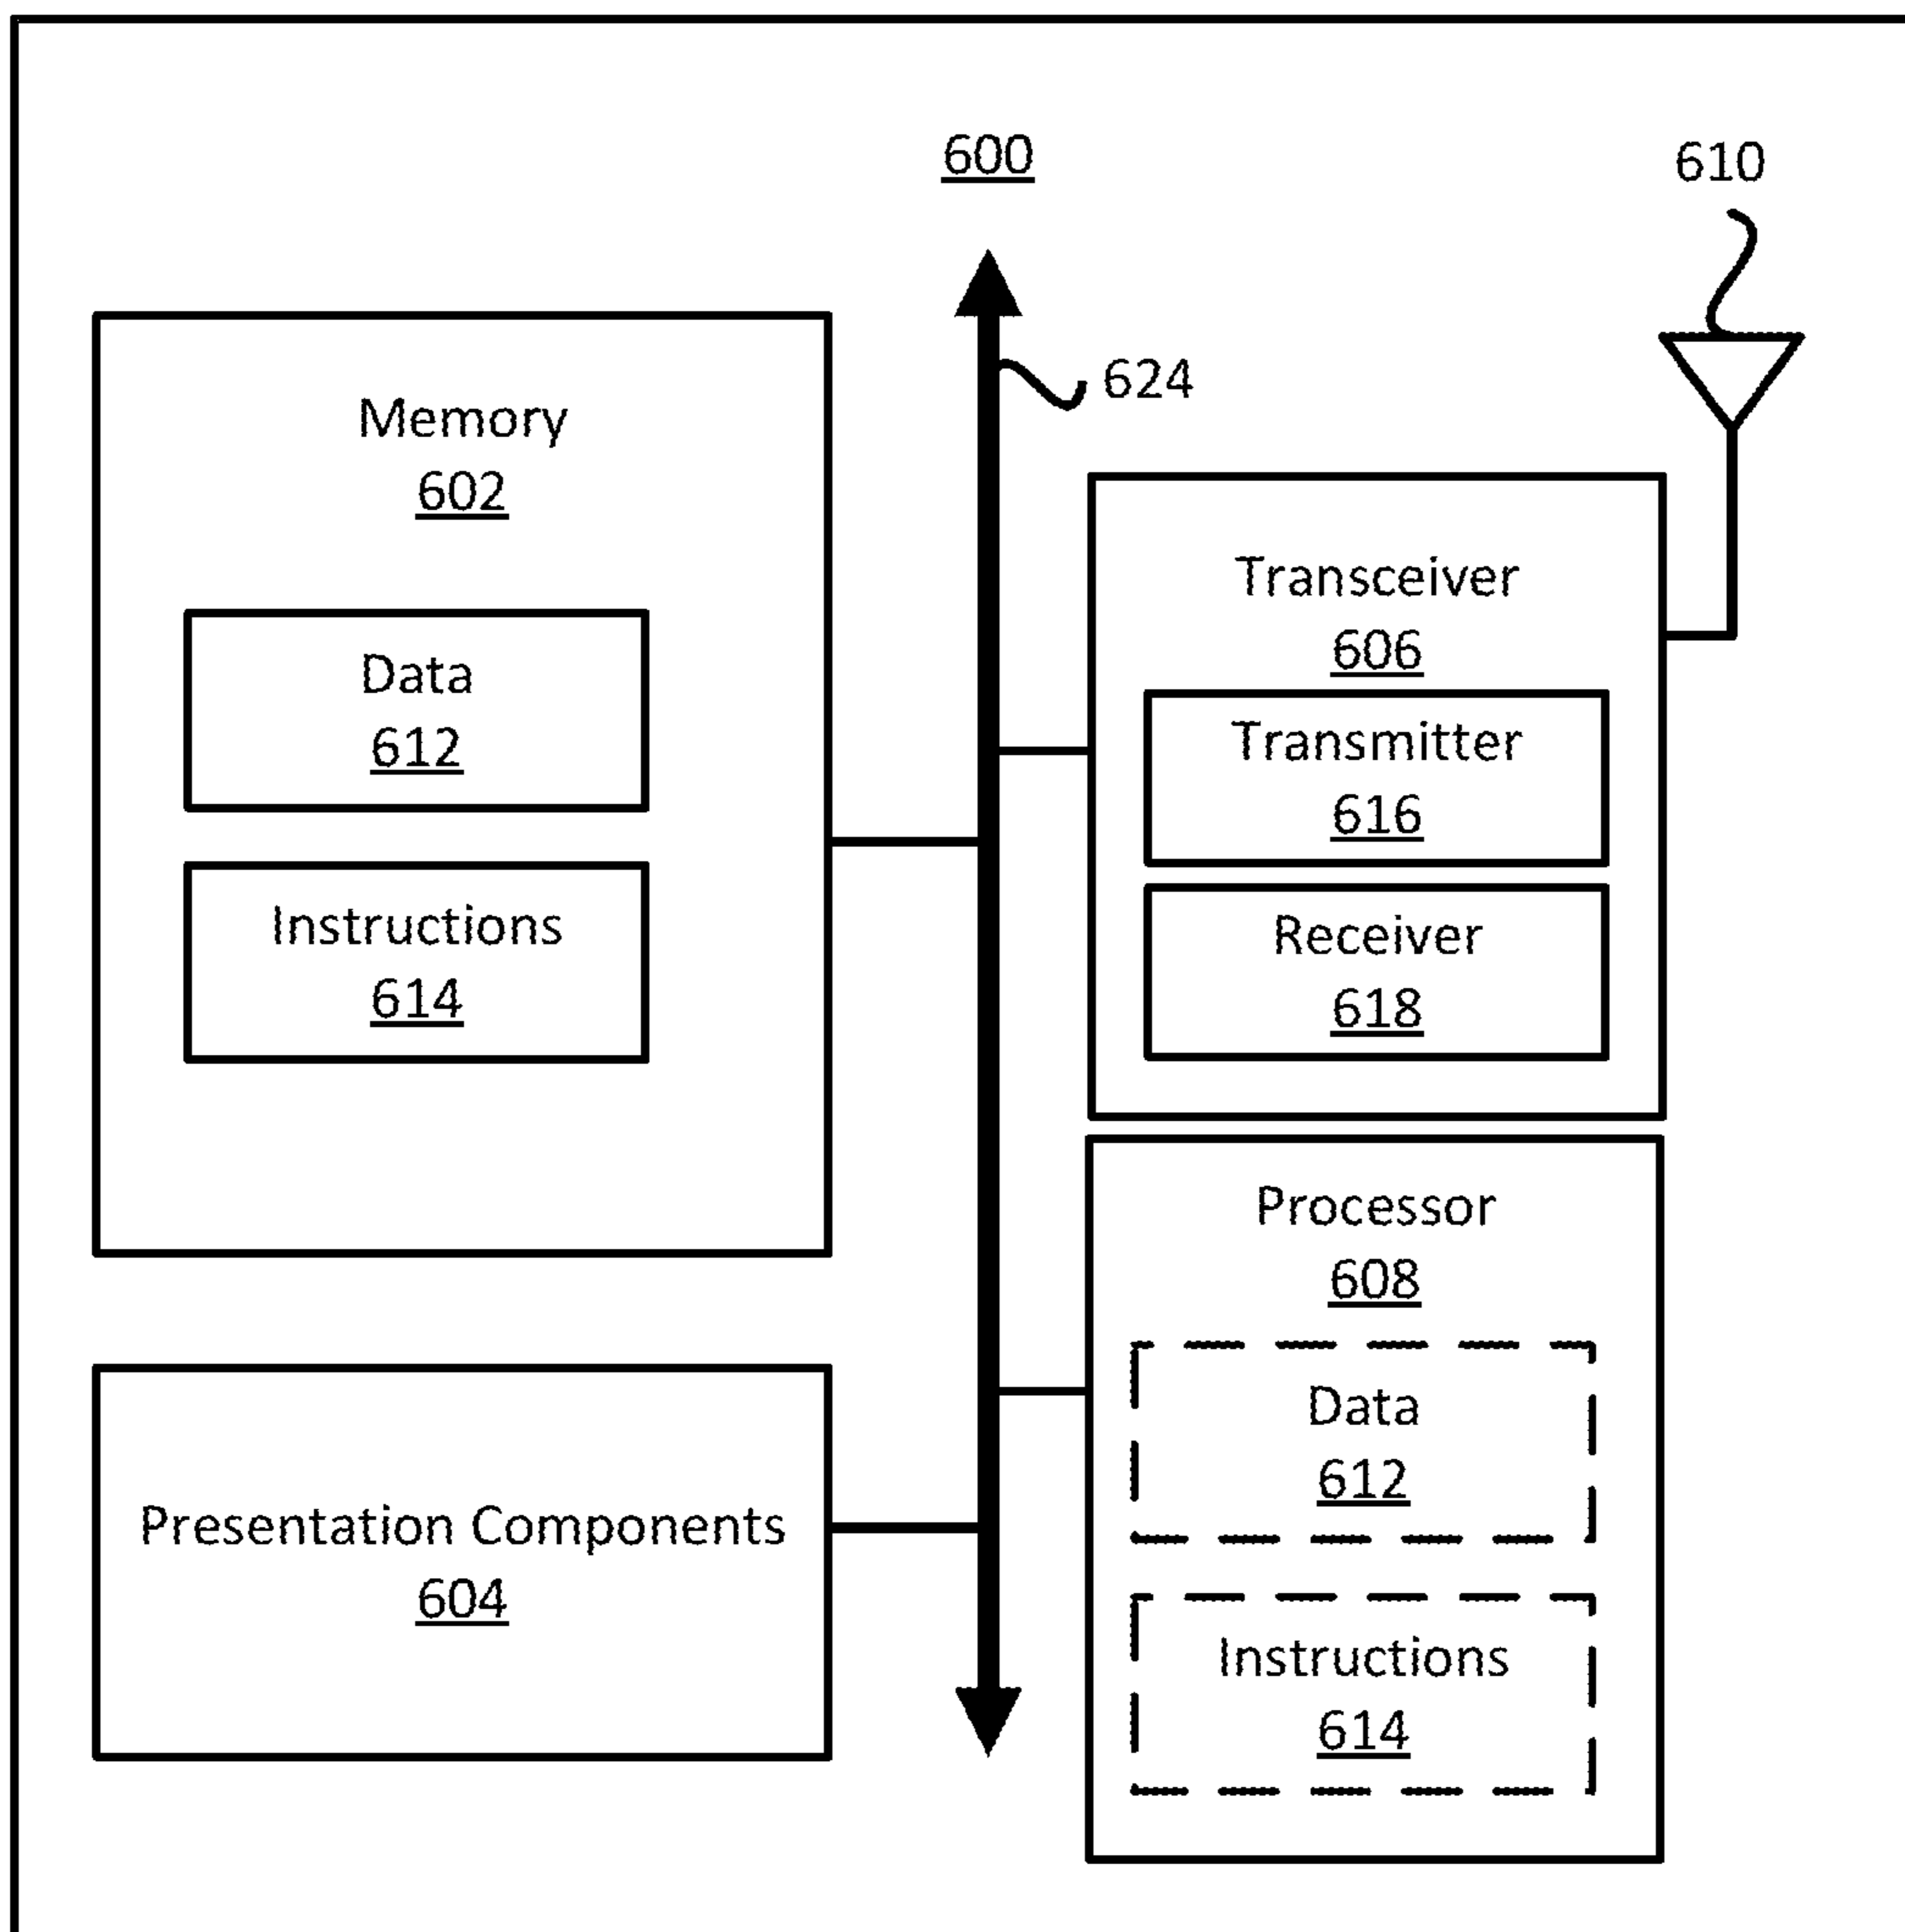 600
610
624
Memory
602
Data
612
Instructions
614
Transceiver
606
Transmitter
616
Receiver
618
Presentation Components
604
Processor
608
Data
612
Instructions
614